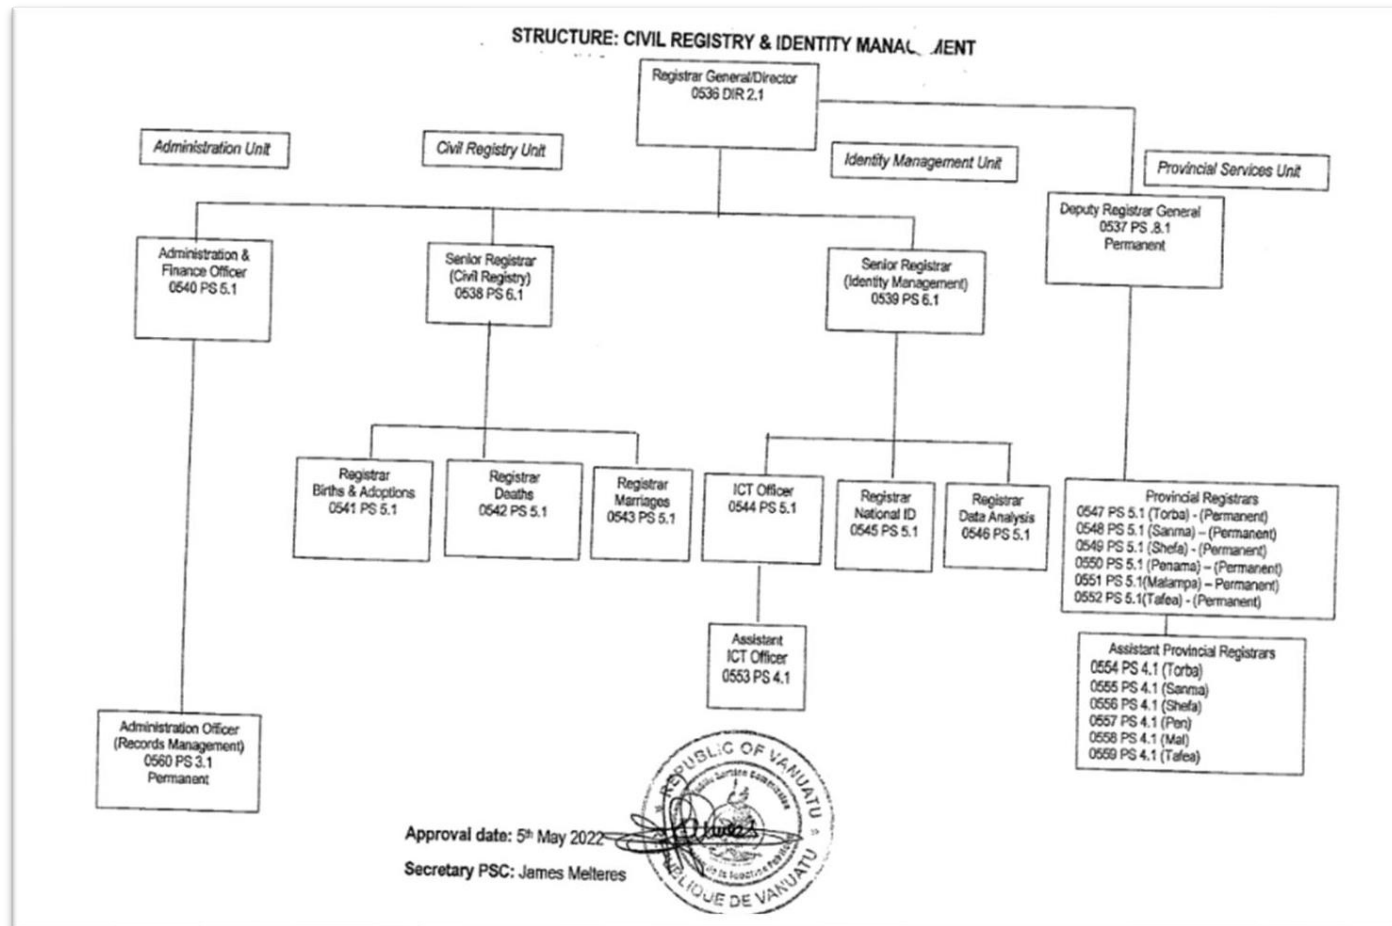 STRUCTURE: CIVIL REGISTRY & IDENTITY
Registrar General/Director
0536 DIR 2.1
Administration Unit
Civil Registry Unit
Identity Management Unit
Provincial Services Unit
Deputy Registrar General
0537 PS .8.1
Permanent
Administration &
Finance Officer
0540 PS 5.1
Senior Registrar
(Civil Registry)
0538 PS 6.1
Senior Registrar
(Identity Management)
0539 PS 6.1
Registrar
Births & Adoptions
0541 PS 5.1
Registrar
Deaths
0542 PS 5.1
Registrar
Marriages
0543 PS 5.1
ICT Officer
0544 PS 5.1
Registrar
National ID
0545 PS 5.1
Registrar
Data Analysis
0546 PS 5.1
Provincial Registrars
0547 PS 5.1 (Torba) - (Permanent)
0548 PS 5.1 (Sanma) – (Permanent)
0549 PS 5.1 (Shefa) - (Permanent)
0550 PS 5.1 (Penama) – (Permanent)
0551 PS 5.1(Malampa) – Permanent)
0552 PS 5.1(Tafea) - (Permanent)
Assistant
ICT Officer
0553 PS 4.1
Assistant Provincial Registrars
0554 PS 4.1 (Torba)
0555 PS 4.1 (Sanma)
0556 PS 4.1 (Shefa)
0557 PS 4.1 (Pen)
0558 PS 4.1 (Mal)
0559 PS 4.1 (Tafea)
Administration Officer
(Records Management)
0560 PS 3.1
Permanent
REPUBLIC OF VANUATU
Public Service Commission
de la Fonction Publique
RÉPUBLIQUE DE VANUATU
Approval date: 5th May 2022
Secretary PSC: James Melteres